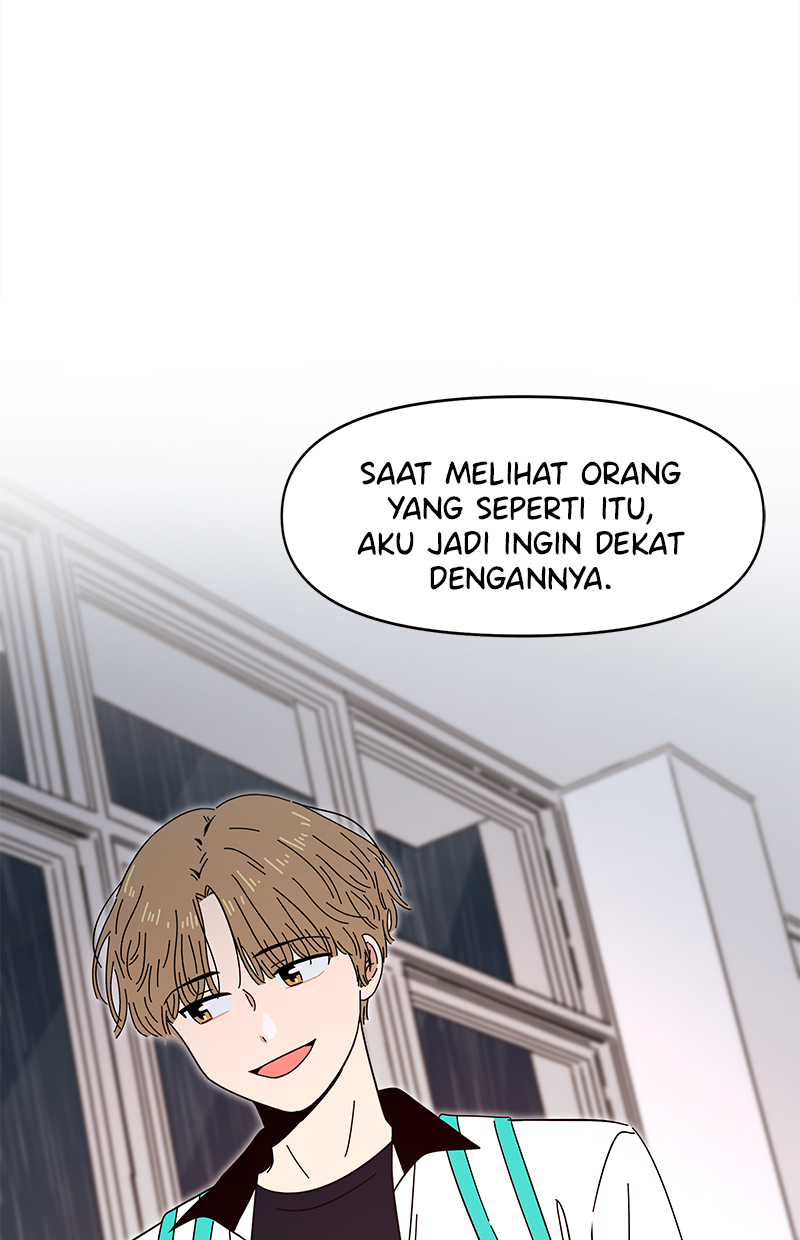 SAAT MELIHAT ORANG
YANG SEPERTI ITU,
AKU JADI INGIN DEKAT
DENGANNYA.